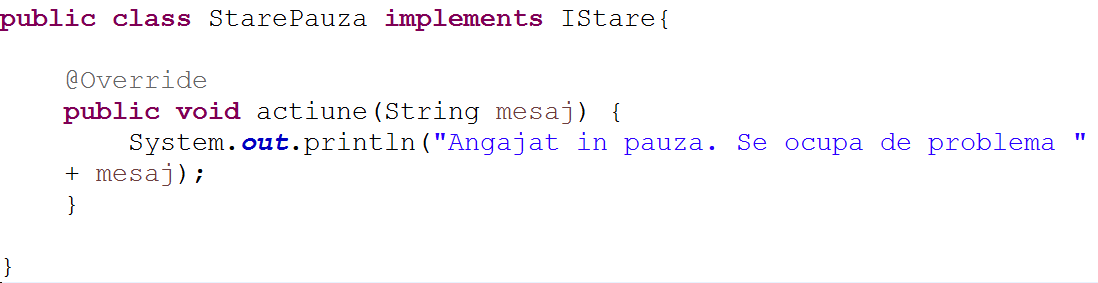 public class StarePauza implements IStare{
@Override
public void actiune(String mesaj) {
System.out.println("Angajat in pauza. Se ocupa de problema "
+ mesaj);
}
}